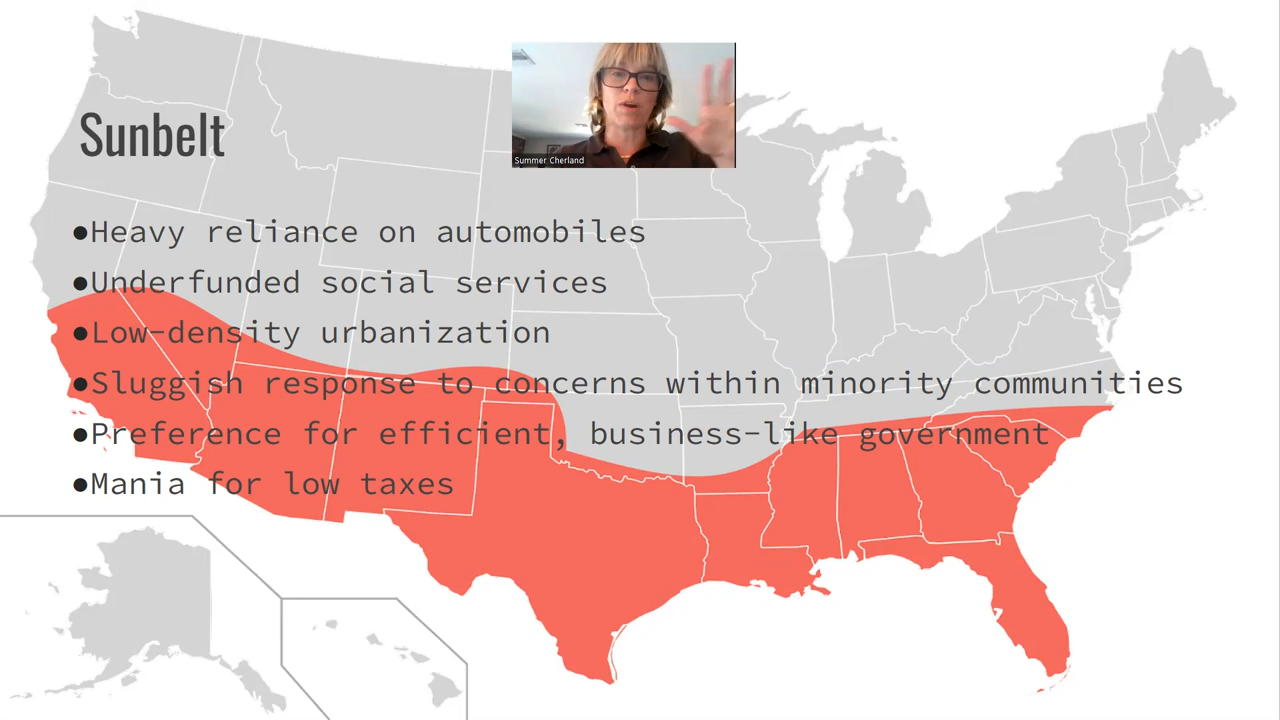 Summer Cherland
Sunbelt
●Heavy reliance on automobiles
●Underfunded social services
●Low-density urbanization
●Sluggish response to concerns within minority communities
●Preference for efficient, business-like government
●Mania for low taxes